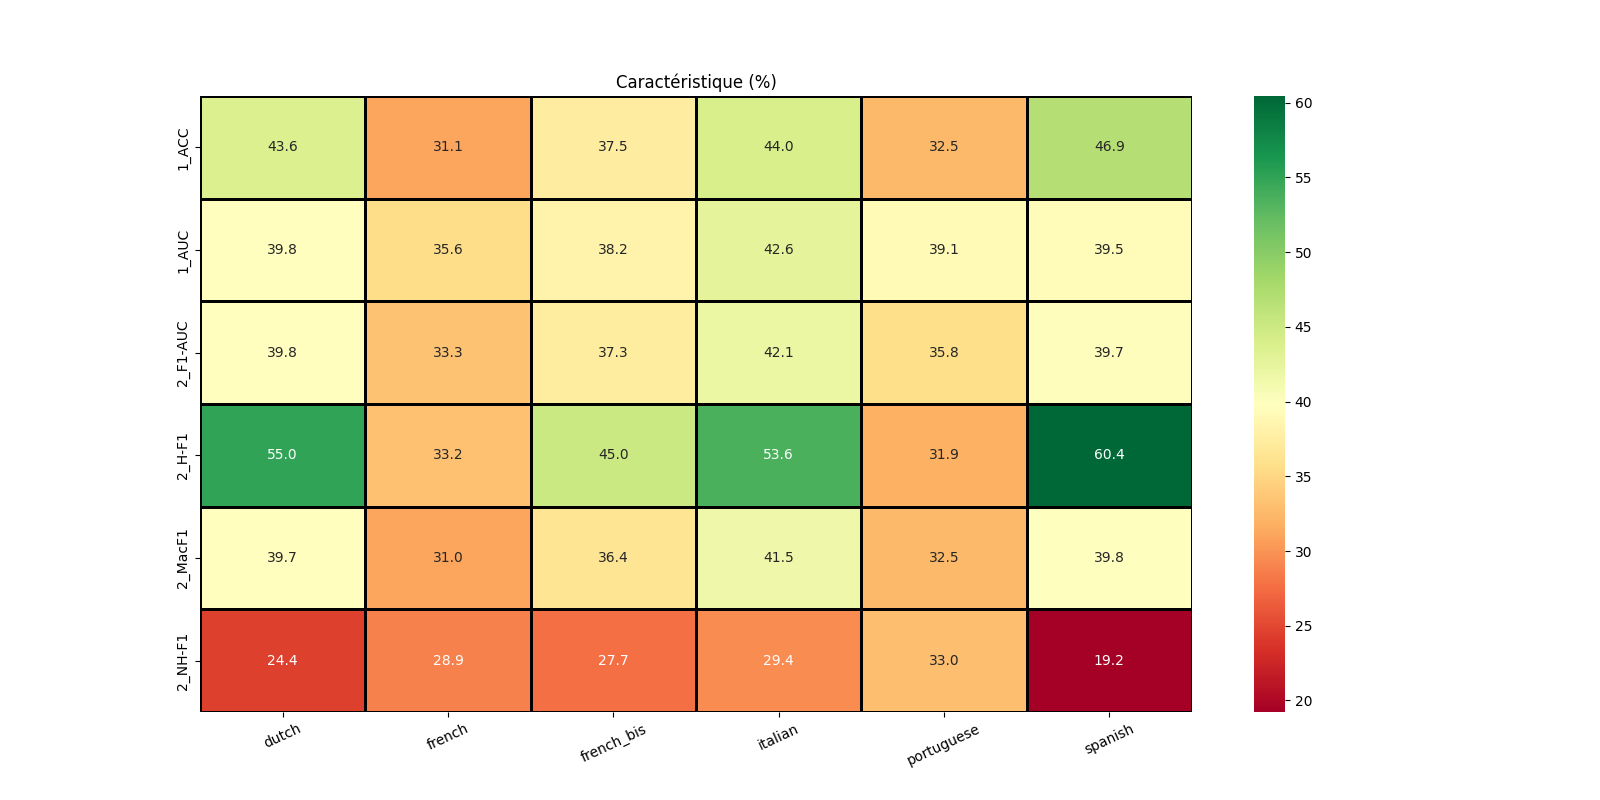 Caractéristique (%)
1_ACC 43.6 31.1 37.5 44.0 32.5 46.9
1_AUC 39.8 35.6 38.2 42.6 39.1 39.5
2_F1-AUC 39.8 33.3 37.3 42.1 35.8 39.7
2_H-F1 55.0 33.2 45.0 53.6 31.9 60.4
2_MacF1 39.7 31.0 36.4 41.5 32.5 39.8
2_NH-F1 24.4 28.9 27.7 29.4 33.0 19.2
dutch french french_bis italian portuguese spanish
60
55
50
45
40
35
30
25
20